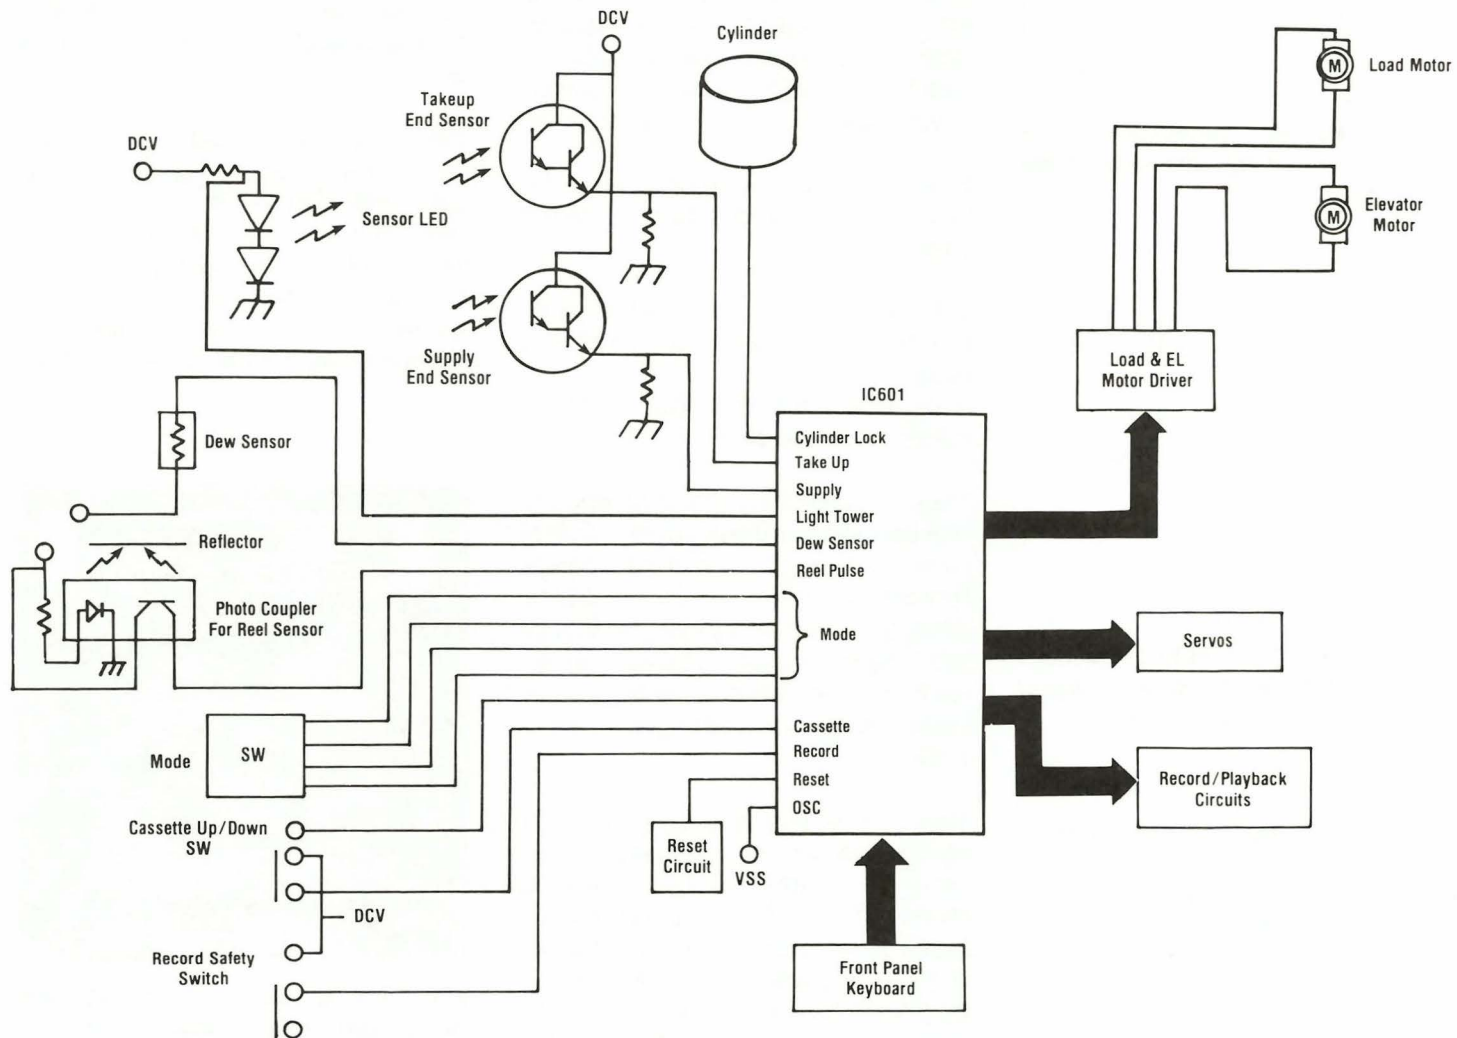 DCV
Cylinder
Load Motor
M
Takeup
End Sensor
DCV
Sensor LED
Elevator
Motor
M
Supply
End Sensor
Load & EL
Motor Driver
IC601
Dew Sensor
Cylinder Lock
Take Up
Supply
Light Tower
Dew Sensor
Reel Pulse
Mode
Cassette
Record
Reset
OSC
Reflector
Photo Coupler
For Reel Sensor
Servos
Mode
SW
Record/Playback
Circuits
Cassette Up/Down
SW
Reset
Circuit
VSS
DCV
Record Safety
Switch
Front Panel
Keyboard